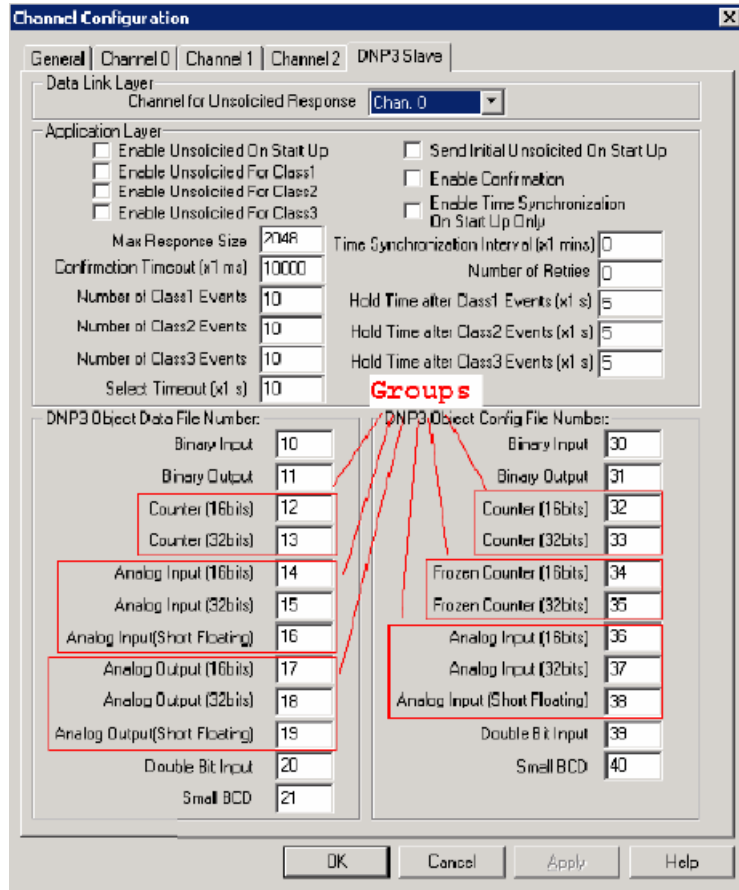 Channel Configuration
General Channel 0 Channel 1 Channel 2 DNP3 Slave
Data Link Layer
Channel for Unsolicited Response Chan. 0
Application Layer
Enable Unsolicited On Start Up
Enable Unsolicited For Class1
Enable Unsolicited For Class2
Enable Unsolicited For Class3
Max Response Size 2048
Confirmation Timeout (x1 ms) 10000
Number of Class1 Events 10
Number of Class2 Events 10
Number of Class3 Events 10
Select Timeout (x1 s) 10
Send Initial Unsolicited On Start Up
Enable Confirmation
Enable Time Synchronization
On Start Up Only
Time Synchronization Interval (x1 mins) 0
Number of Retries 0
Hold Time after Class1 Events (x1 s) 5
Hold Time after Class2 Events (x1 s) 5
Hold Time after Class3 Events (x1 s) 5
Groups
DNP3 Object Data File Number:
Binary Input 10
Binary Output 11
Counter (16bits) 12
Counter (32bits) 13
Analog Input (16bits) 14
Analog Input (32bits) 15
Analog Input(Short Floating) 16
Analog Output (16bits) 17
Analog Output (32bits) 18
Analog Output(Short Floating) 19
Double Bit Input 20
Small BCD 21
DNP3 Object Config File Number:
Binary Input 30
Binary Output 31
Counter (16bits) 32
Counter (32bits) 33
Frozen Counter (16bits) 34
Frozen Counter (32bits) 35
Analog Input (16bits) 36
Analog Input (32bits) 37
Analog Input (Short Floating) 38
Double Bit Input 39
Small BCD 40
OK Cancel Apply Help